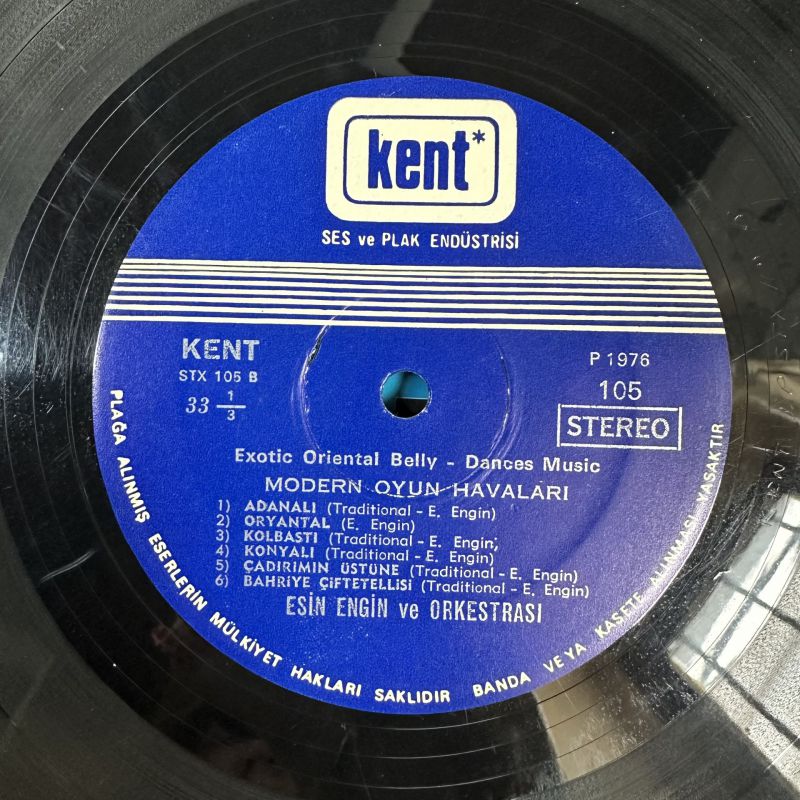 kent*
SES ve PLAK ENDÜSTRİSİ
KENT
STX 105 B
33 1/3
P 1976
105
STEREO
Exotic Oriental Belly - Dances Music
MODERN OYUN HAVALARI
1) ADANALI (Traditional - E. Engin)
2) ORYANTAL (E. Engin)
3) KOLBASTI (Traditional - E. Engin)
4) KONYALI (Traditional - E. Engin)
5) ÇADIRIMIN ÜSTÜNE (Traditional - E. Engin)
6) BAHRİYE ÇİFTETELLİSİ (Traditional - E. Engin)
ESİN ENGİN ve ORKESTRASI
PLAĞA ALINMIŞ ESERLERİN MÜLKİYET HAKLARI SAKLIDIR BANDA VEYA KASETE ALINMASI YASAKTIR